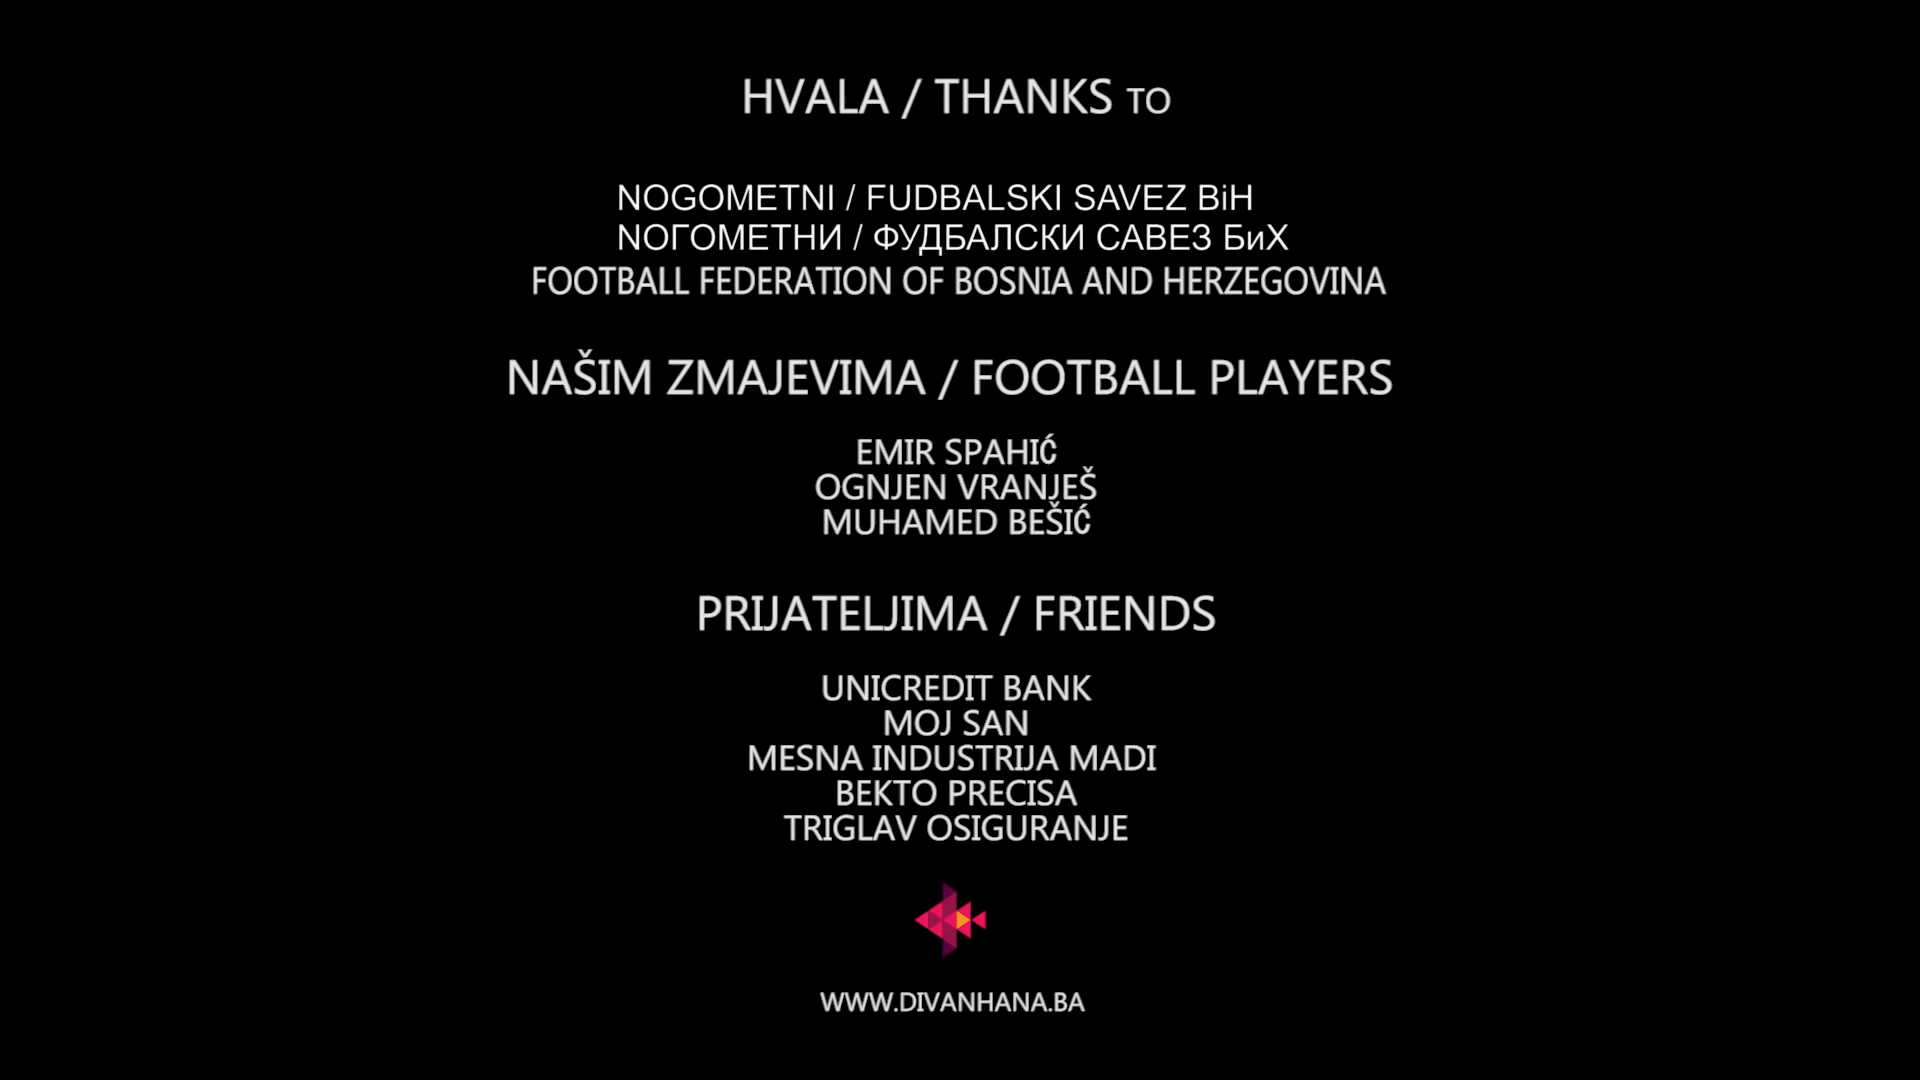 HVALA / THANKS TO
NOGOMETNI / FUDBALSKI SAVEZ BiH
NOГOMETHИ / ФУДБАЛСКИ САВЕЗ БиХ
FOOTBALL FEDERATION OF BOSNIA AND HERZEGOVINA
NAŠIM ZMAJEVIMA / FOOTBALL PLAYERS
EMIR SPAHIĆ
OGNJEN VRANJEŠ
MUHAMED BEŠIĆ
PRIJATELJIMA / FRIENDS
UNICREDIT BANK
MOJ SAN
MESNA INDUSTRIJA MADI
BEKTO PRECISA
TRIGLAV OSIGURANJE
WWW.DIVANHANA.BA